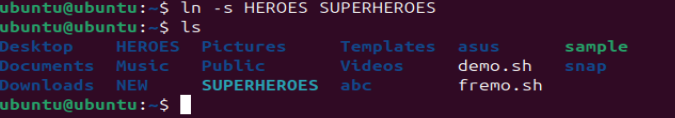 ubuntu@ubuntu:~$ ln -s HEROES SUPERHEROES
ubuntu@ubuntu:~$ ls
Desktop    HEROES  Pictures     Templates  asus      sample
Documents  Music   Public       Videos     demo.sh   snap
Downloads  NEW     SUPERHEROES  abc        fremo.sh
ubuntu@ubuntu:~$